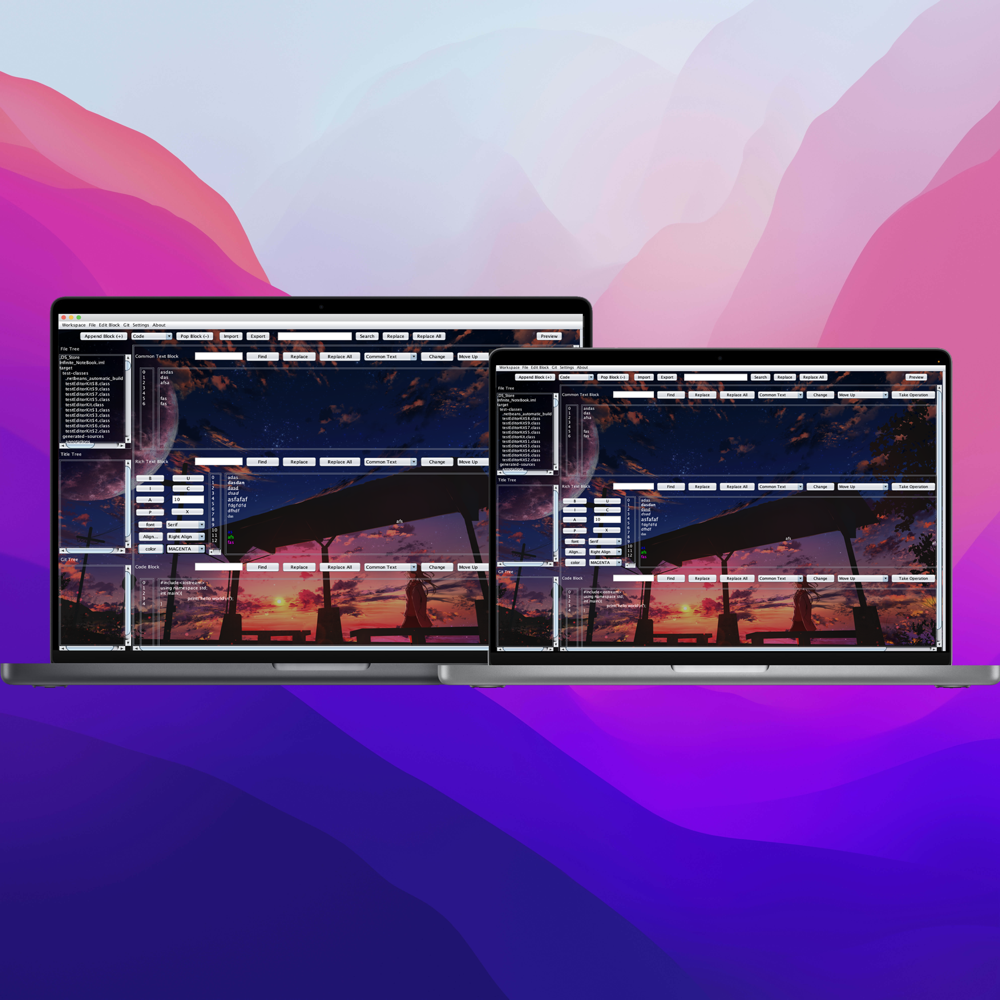 Workspace File Edit Block Git Settings About
Append Block (+) Code Pop Block (-) Import Export Search Replace Replace All Preview
File Tree
.DS_Store
Infinite_NoteBook.iml
target
test-classes
.netbeans_automatic_build
testEditorKit$8.class
testEditorKit$9.class
testEditorKit$7.class
testEditorKit$5.class
testEditorKit.class
testEditorKit$1.class
testEditorKit$3.class
testEditorKit$4.class
testEditorKit$6.class
testEditorKit$2.class
generated-sources
annotations
Title Tree
Git Tree
Common Text Block Find Replace Replace All Common Text Change Move Up
0 asdas
1 das
2 afsa
3
4
5 fas
6 fas
Rich Text Block Find Replace Replace All Common Text Change Move Up
B U
I C
A 10
P X
font Serif
Align... Right Align
color MAGENTA
0 adas
1 dasdan
2 dasd
3 dsad
4 asfafaf
5 fdgfdfd
6 dfhdf
7 das
8 afs
9
10
11 afs
12 fas
Code Block Find Replace Replace All Common Text Change Move Up
0 #include<iostream>
1 using namespace std;
2 int main(){
3 print("hello world\n");
4 }
Workspace File Edit Block Git Settings About
Append Block (+) Code Pop Block (-) Import Export Search Replace Replace All Preview
File Tree
.DS_Store
Infinite_NoteBook.iml
target
test-classes
.netbeans_automatic_build
testEditorKit$8.class
testEditorKit$9.class
testEditorKit$7.class
testEditorKit$5.class
testEditorKit.class
testEditorKit$1.class
testEditorKit$3.class
testEditorKit$4.class
testEditorKit$6.class
testEditorKit$2.class
generated-sources
annotations
Title Tree
Git Tree
Common Text Block Find Replace Replace All Common Text Change Move Up Take Operation
0 asdas
1 das
2 afsa
3
4
5 fas
6 fas
Rich Text Block Find Replace Replace All Common Text Change Move Up Take Operation
B U
I C
A 10
P X
font Serif
Align... Right Align
color MAGENTA
0 adas
1 dasdan
2 dasd
3 dsad
4 asfafaf
5 fdgfdfd
6 dfhdf
7 das
8 afs
9
10
11 afs
12 fas
Code Block Find Replace Replace All Common Text Change Move Up Take Operation
0 #include<iostream>
1 using namespace std;
2 int main(){
3 print("hello world\n");
4 }